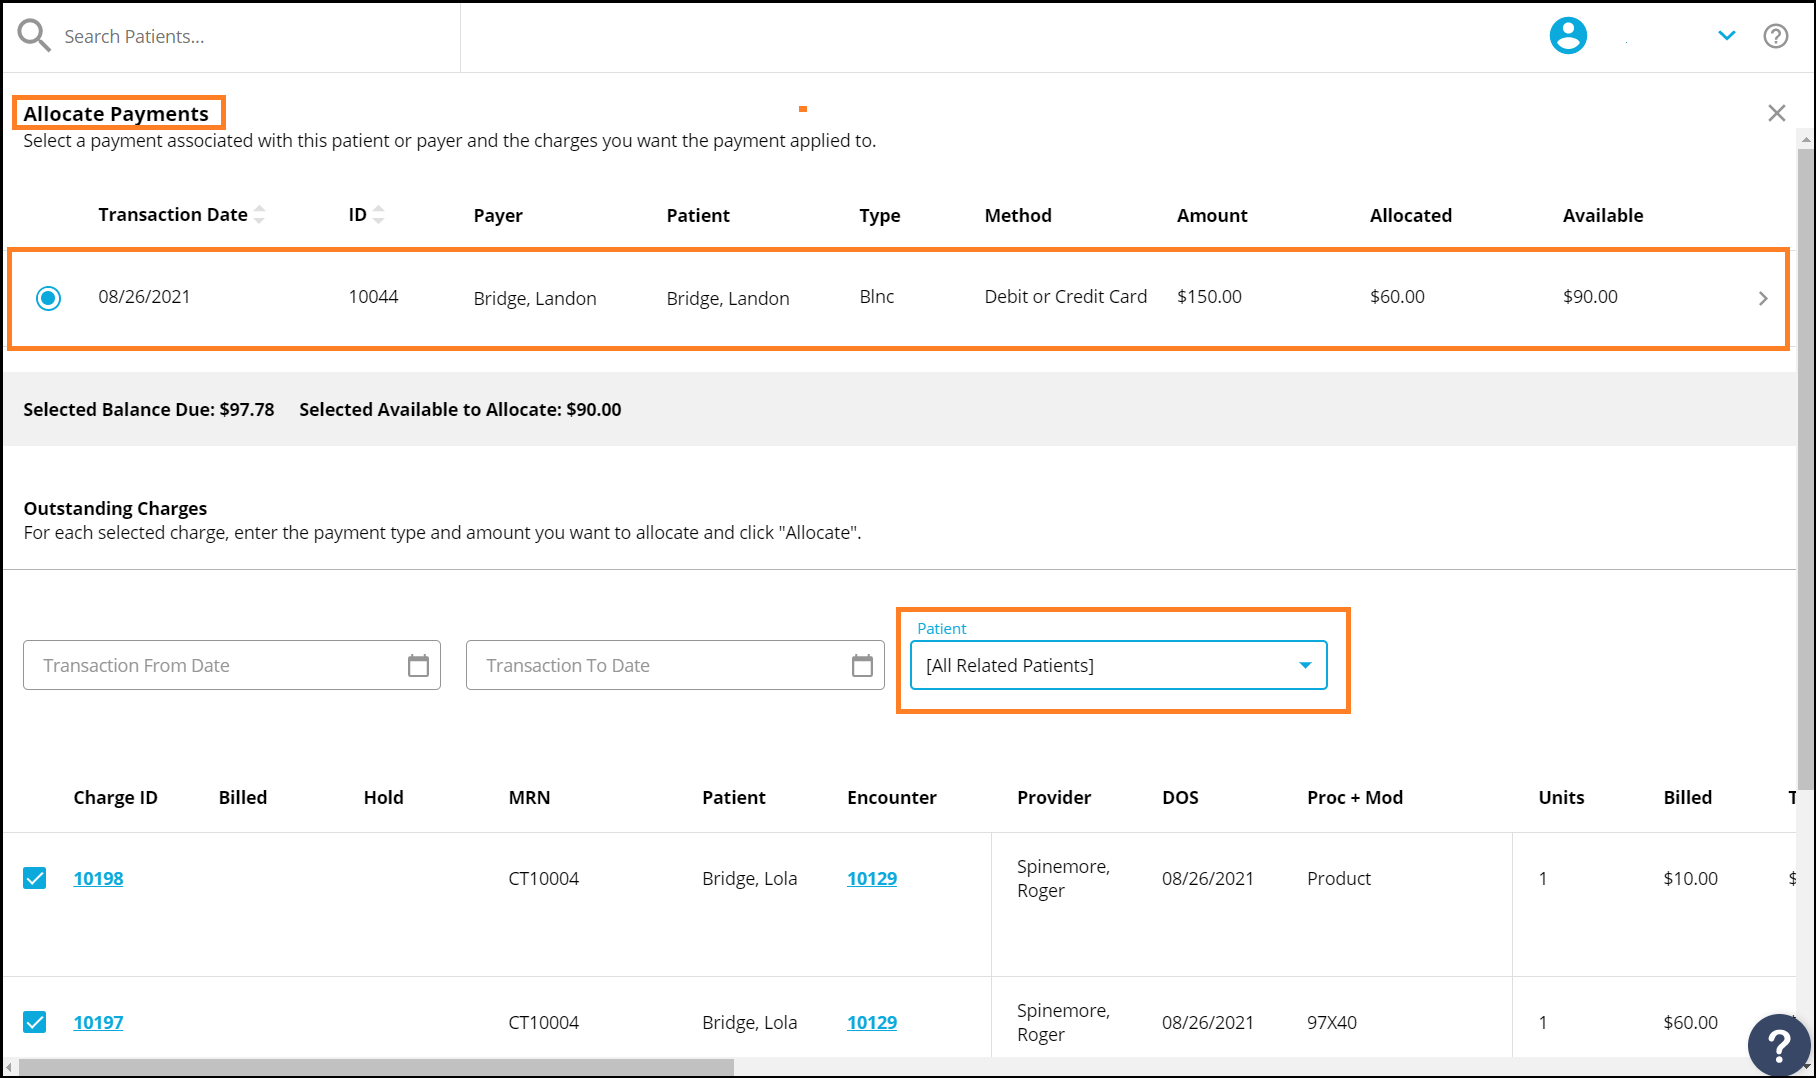 Search Patients...
Allocate Payments
Select a payment associated with this patient or payer and the charges you want the payment applied to.
Transaction Date ID Payer Patient Type Method Amount Allocated Available
08/26/2021 10044 Bridge, Landon Bridge, Landon Blnc Debit or Credit Card $150.00 $60.00 $90.00
Selected Balance Due: $97.78 Selected Available to Allocate: $90.00
Outstanding Charges
For each selected charge, enter the payment type and amount you want to allocate and click "Allocate".
Patient
Transaction From Date Transaction To Date [All Related Patients]
Charge ID Billed Hold MRN Patient Encounter Provider DOS Proc + Mod Units Billed
10198 CT10004 Bridge, Lola 10129 Spinemore, Roger 08/26/2021 Product 1 $10.00 $
10197 CT10004 Bridge, Lola 10129 Spinemore, Roger 08/26/2021 97X40 1 $60.00